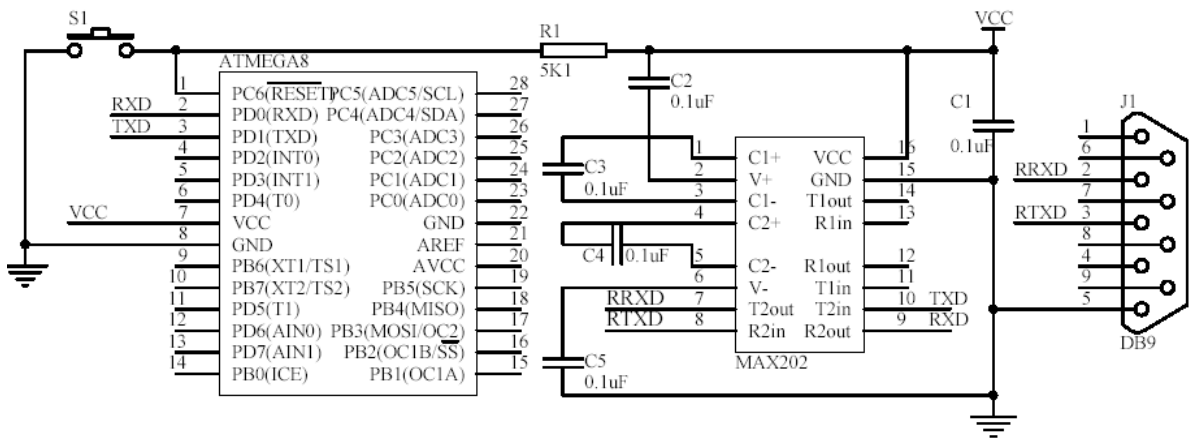 S1
ATMEGA8
R1
5K1
VCC
C2
0.1uF
C1
0.1uF
J1
DB9
RXD
TXD
VCC
1 PC6(RESET) PC5(ADC5/SCL) 28
2 PD0(RXD) PC4(ADC4/SDA) 27
3 PD1(TXD) PC3(ADC3) 26
4 PD2(INT0) PC2(ADC2) 25
5 PD3(INT1) PC1(ADC1) 24
6 PD4(T0) PC0(ADC0) 23
7 VCC GND 22
8 GND AREF 21
9 PB6(XT1/TS1) AVCC 20
10 PB7(XT2/TS2) PB5(SCK) 19
11 PD5(T1) PB4(MISO) 18
12 PD6(AIN0) PB3(MOSI/OC2) 17
13 PD7(AIN1) PB2(OC1B/SS) 16
14 PB0(ICE) PB1(OC1A) 15
C3
0.1uF
C4 0.1uF
RRXD
RTXD
C5
0.1uF
1 C1+ VCC 16
2 V+ GND 15
3 C1- T1out 14
4 C2+ R1in 13
5 C2- R1out 12
6 V- T1in 11
7 T2out T2in 10 TXD
8 R2in R2out 9 RXD
MAX202
1
6
RRXD 2
7
RTXD 3
8
4
9
5